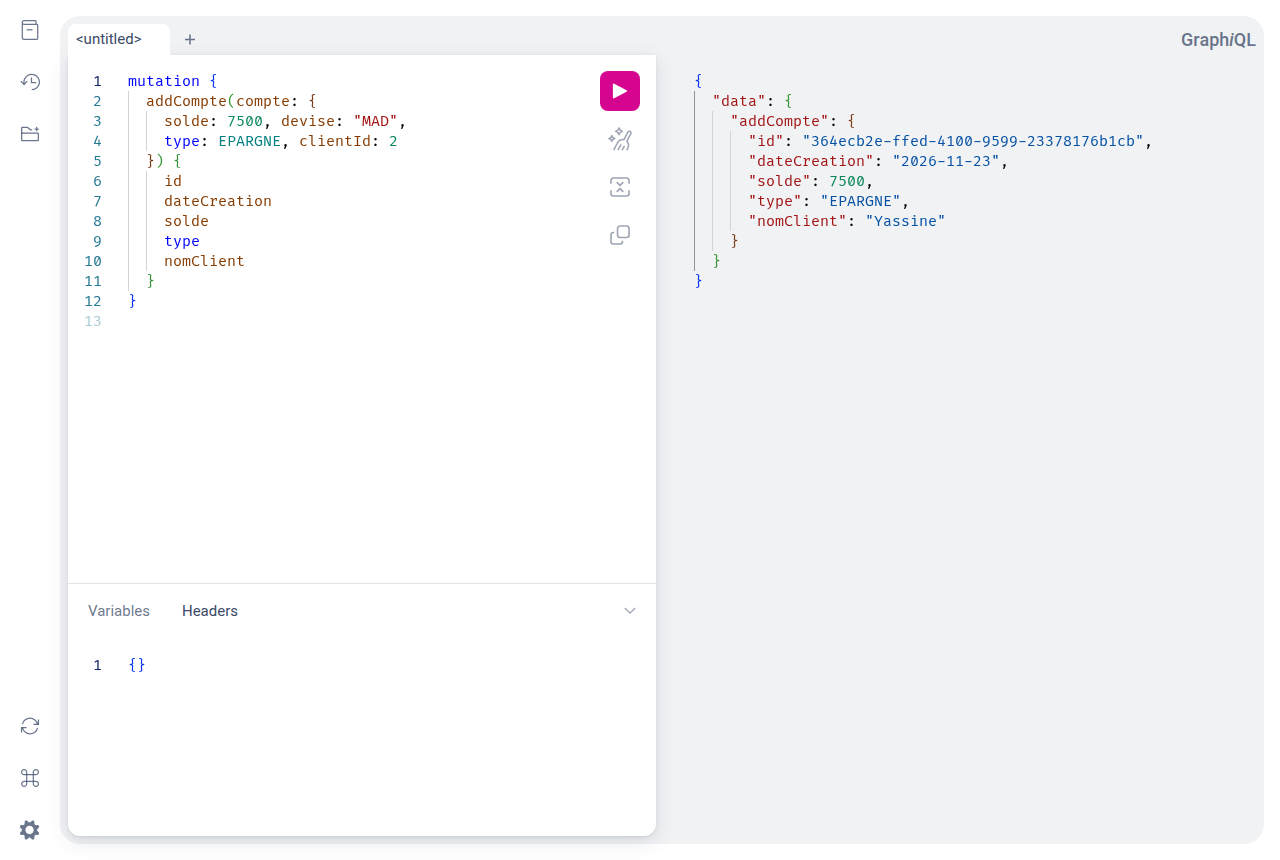 <untitled>
GraphiQL
1 mutation {
2   addCompte(compte: {
3     solde: 7500, devise: "MAD",
4     type: EPARGNE, clientId: 2
5   }) {
6     id
7     dateCreation
8     solde
9     type
10     nomClient
11   }
12 }
13
{
  "data": {
    "addCompte": {
      "id": "364ecb2e-ffed-4100-9599-23378176b1cb",
      "dateCreation": "2026-11-23",
      "solde": 7500,
      "type": "EPARGNE",
      "nomClient": "Yassine"
    }
  }
}
Variables Headers
1 {}